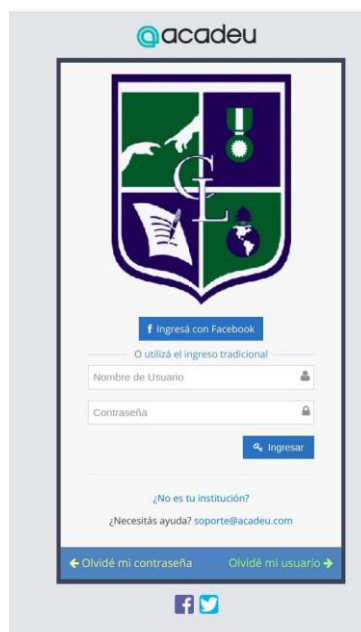 acadeu
CL
Ingresá con Facebook
O utilizá el ingreso tradicional
Nombre de Usuario
Contraseña
Ingresar
¿No es tu institución?
¿Necesitás ayuda? soporte@acadeu.com
Olvidé mi contraseña
Olvidé mi usuario